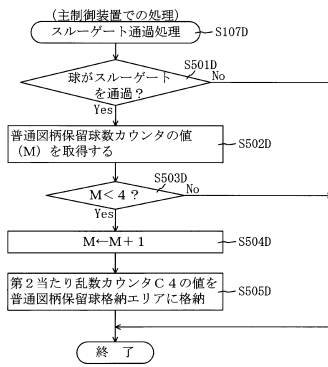 (主制御装置での処理)
スルーゲート通過処理
S107D
S501D
球がスルーゲート
を通過?
No
Yes
普通図柄保留球数カウンタの値
(M)を取得する
S502D
S503D
M<4?
No
Yes
M←M+1
S504D
第2当たり乱数カウンタC4の値を
普通図柄保留球格納エリアに格納
S505D
終 了